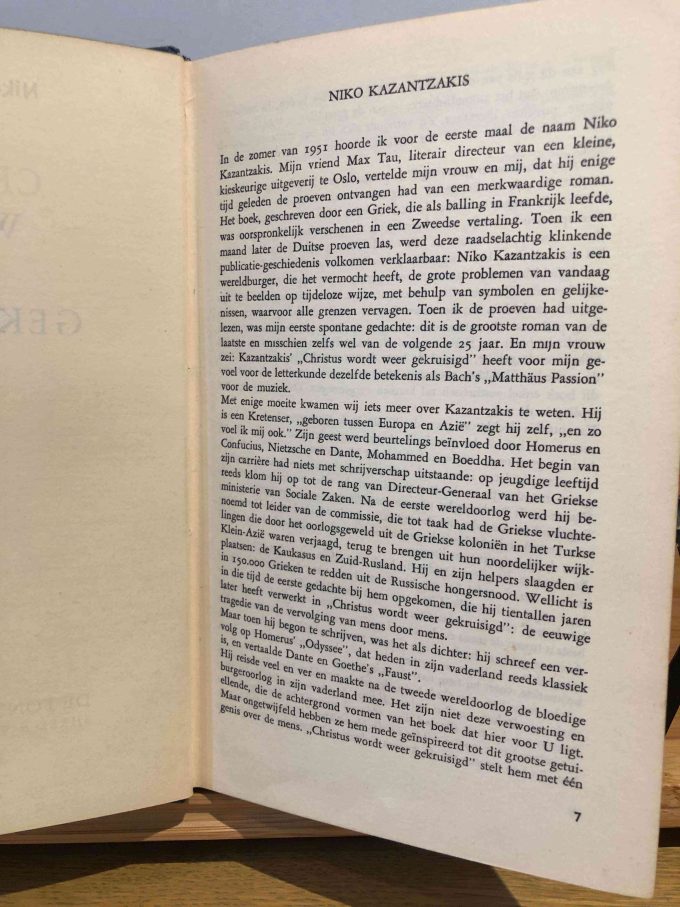 NIKO KAZANTZAKIS
In de zomer van 1951 hoorde ik voor de eerste maal de naam Niko
Kazantzakis. Mijn vriend Max Tau, literair directeur van een kleine,
kieskeurige uitgeverij te Oslo, vertelde mijn vrouw en mij, dat hij enige
tijd geleden de proeven ontvangen had van een merkwaardige roman.
Het boek, geschreven door een Griek, die als balling in Frankrijk leefde,
was oorspronkelijk verschenen in een Zweedse vertaling. Toen ik een
maand later de Duitse proeven las, werd deze raadselachtig klinkende
publicatie-geschiedenis volkomen verklaarbaar: Niko Kazantzakis is een
wereldburger, die het vermocht heeft, de grote problemen van vandaag
uit te beelden op tijdeloze wijze, met behulp van symbolen en gelijke-
nissen, waarvoor alle grenzen vervagen. Toen ik de proeven had uitge-
lezen, was mijn eerste spontane gedachte: dit is de grootste roman van de
laatste en misschien zelfs wel van de volgende 25 jaar. En mijn vrouw
zei: Kazantzakis' „Christus wordt weer gekruisigd" heeft voor mijn ge-
voel voor de letterkunde dezelfde betekenis als Bach's „Matthäus Passion"
voor de muziek.
Met enige moeite kwamen wij iets meer over Kazantzakis te weten. Hij
is een Kretenser, „geboren tussen Europa en Azië" zegt hij zelf, „en zo
voel ik mij ook." Zijn geest werd beurtelings beïnvloed door Homerus en
Confucius, Nietzsche en Dante, Mohammed en Boeddha. Het begin van
zijn carrière had niets met schrijverschap uitstaande: op jeugdige leeftijd
reeds klom hij op tot de rang van Directeur-Generaal van het Griekse
ministerie van Sociale Zaken. Na de eerste wereldoorlog werd hij be-
noemd tot leider van de commissie, die tot taak had de Griekse vluchte-
lingen die door het oorlogsgeweld uit de Griekse koloniën in het Turkse
Klein-Azië waren verjaagd, terug te brengen uit hun noordelijker wijk-
plaatsen: de Kaukasus en Zuid-Rusland. Hij en zijn helpers slaagden er
in 150.000 Grieken te redden uit de Russische hongersnood. Wellicht is
in die tijd de eerste gedachte bij hem opgekomen, die hij tientallen jaren
later heeft verwerkt in „Christus wordt weer gekruisigd": de eeuwige
tragedie van de vervolging van mens door mens.
Maar toen hij begon te schrijven, was het als dichter: hij schreef een ver-
volg op Homerus' „Odyssee", dat heden in zijn vaderland reeds klassiek
is, en vertaalde Dante en Goethe's „Faust".
Hij reisde veel en ver en maakte na de tweede wereldoorlog de bloedige
burgeroorlog in zijn vaderland mee. Het zijn niet deze verwoesting en
ellende, die de achtergrond vormen van het boek dat hier voor U ligt.
Maar ongetwijfeld hebben ze hem mede geïnspireerd tot dit grootse getui-
genis over de mens. „Christus wordt weer gekruisigd" stelt hem met één
7